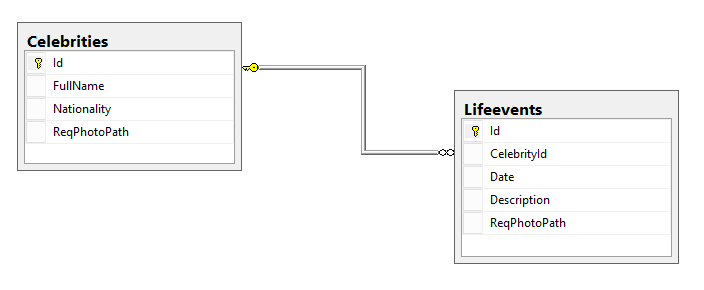 Celebrities
Id
FullName
Nationality
ReqPhotoPath
Lifeevents
Id
CelebrityId
Date
Description
ReqPhotoPath